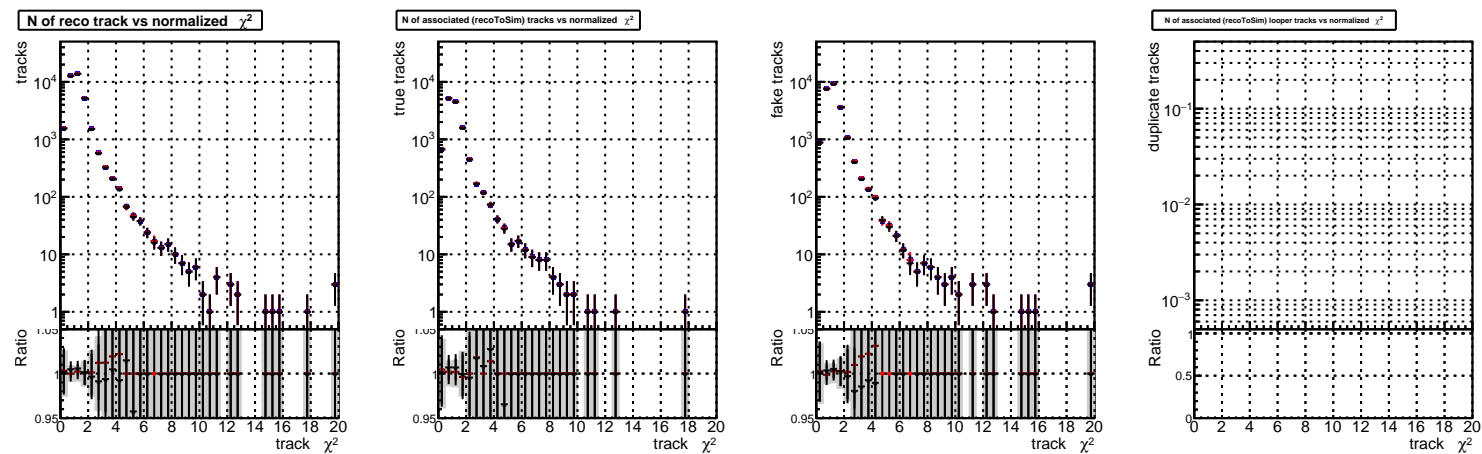 N of reco track vs normalized χ²
tracks
10⁴
10³
10²
10
1
Ratio
1.05
1
0.95
0 2 4 6 8 10 12 14 16 18 20
track χ²
N of associated (recoToSim) tracks vs normalized χ²
true tracks
10⁴
10³
10²
10
1
Ratio
1.05
1
0.95
0 2 4 6 8 10 12 14 16 18 20
track χ²
fake tracks
10⁴
10³
10²
10
1
Ratio
1.05
1
0.95
0 2 4 6 8 10 12 14 16 18 20
track χ²
N of associated (recoToSim) looper tracks vs normalized χ²
duplicate tracks
10⁻¹
10⁻²
10⁻³
Ratio
1
0.5
0
0 2 4 6 8 10 12 14 16 18 20
track χ²